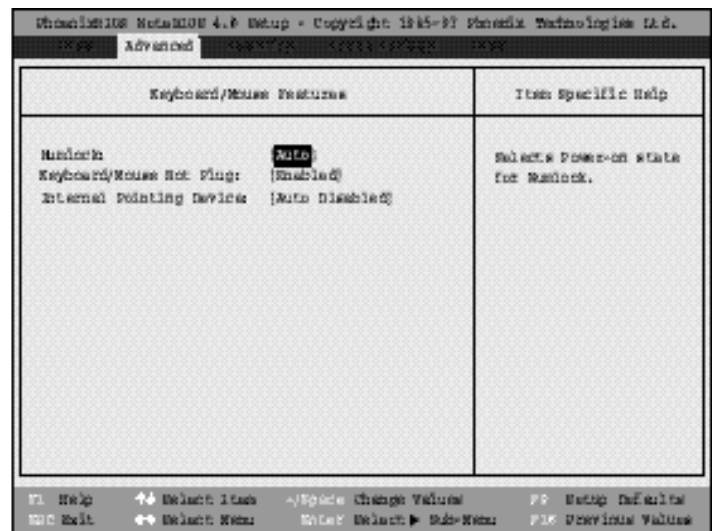 PhoenixBIOS NoteBIOS 4.0 Setup - Copyright 1985-97 Phoenix Technologies Ltd.
Advanced
Keyboard/Mouse Features
Item Specific Help
Numlock: [Auto]
Selects Power-on state
Keyboard/Mouse Hot Plug: [Enabled]
for Numlock.
Internal Pointing Device [Auto Disabled]
F1 Help ↑↓ Select Item -/Space Change Values F9 Setup Defaults
ESC Exit ↔ Select Menu Enter Select ▶ Sub-Menu F10 Previous Values